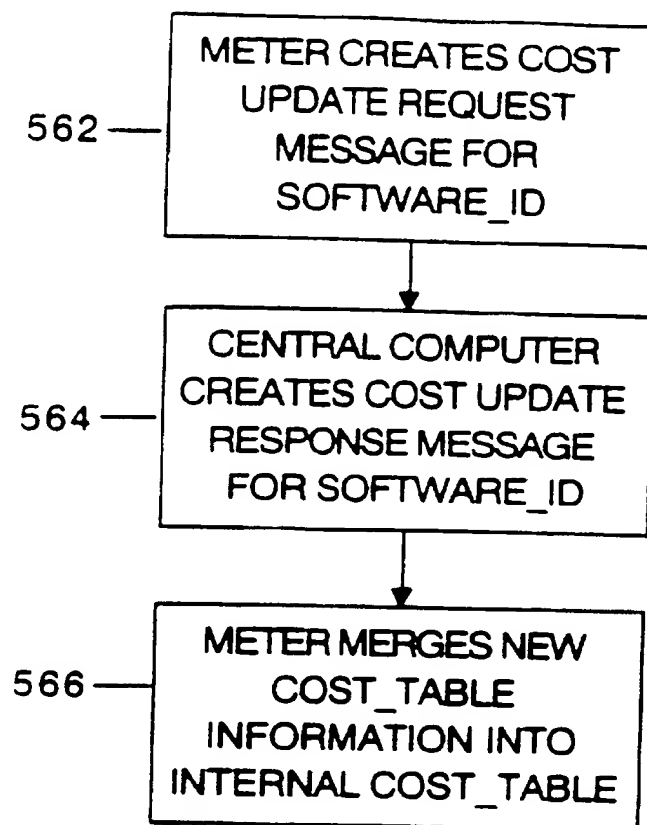 METER CREATES COST
UPDATE REQUEST
562
MESSAGE FOR
SOFTWARE_ID
CENTRAL COMPUTER
CREATES COST UPDATE
564
RESPONSE MESSAGE
FOR SOFTWARE_ID
METER MERGES NEW
566
COST_TABLE
INFORMATION INTO
INTERNAL COST_TABLE